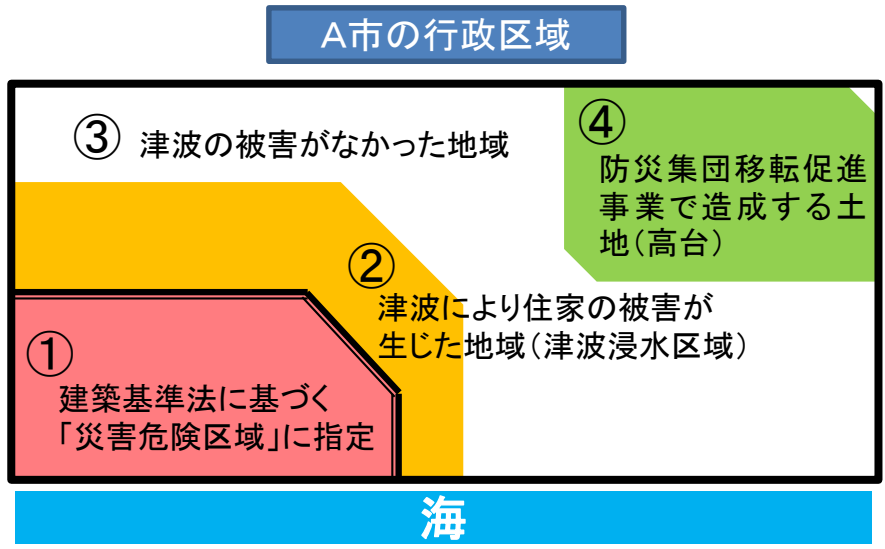 A市の行政区域
③ 津波の被害がなかった地域
④
防災集団移転促進
事業で造成する土
地(高台)
②
津波により住家の被害が
生じた地域(津波浸水区域)
①
建築基準法に基づく
「災害危険区域」に指定
海